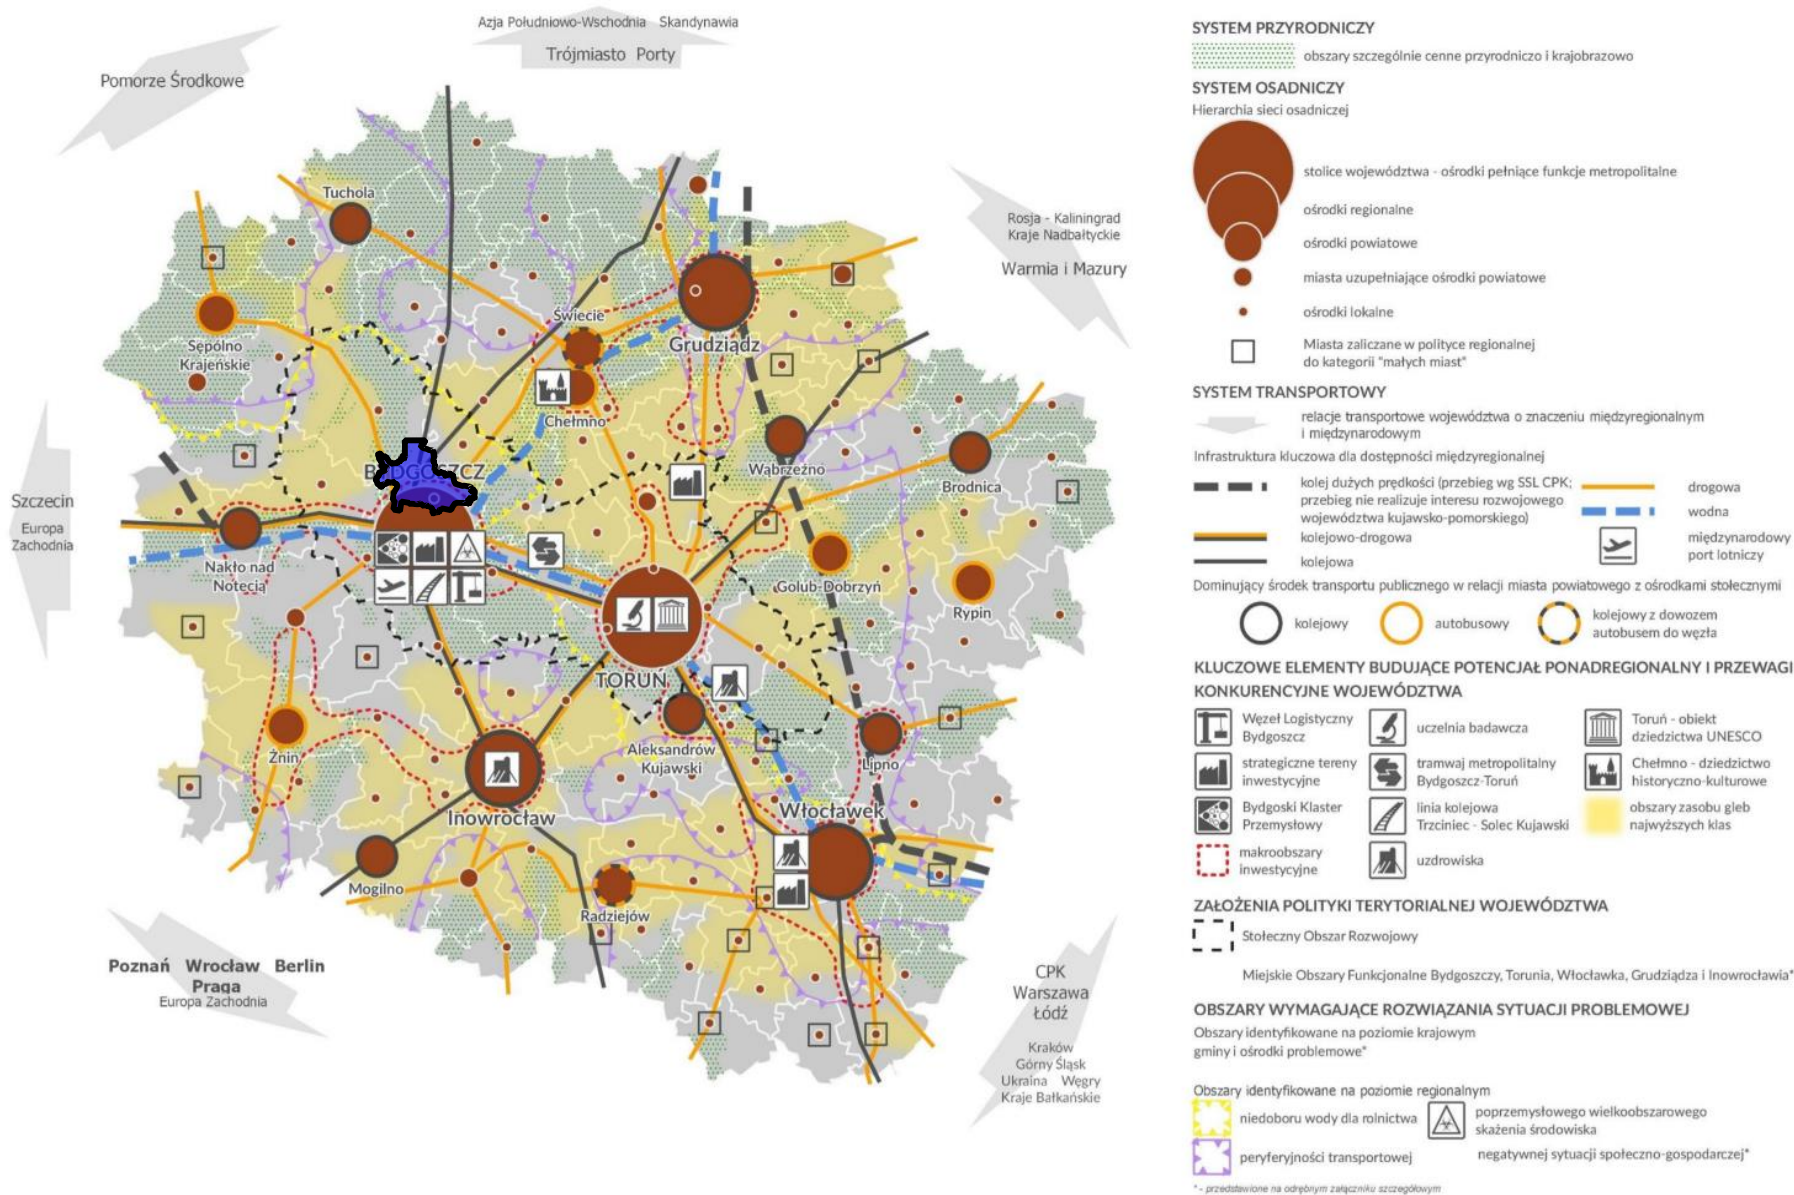 Azja Południowo-Wschodnia Skandynawia
Trójmiasto Porty
Pomorze Środkowe
Rosja - Kaliningrad
Kraje Nadbałtyckie
Warmia i Mazury
Tuchola
Świecie
Grudziądz
Sępólno
Krajeńskie
Chełmno
BYDGOSZCZ
Wąbrzeźno
Brodnica
Szczecin
Europa
Zachodnia
Nakło nad
Notecią
Golub-Dobrzyń
Rypin
TORUŃ
Aleksandrów
Kujawski
Lipno
Żnin
Inowrocław
Włocławek
Mogilno
Radziejów
Poznań Wrocław Berlin
Praga
Europa Zachodnia
CPK
Warszawa
Łódź
Kraków
Górny Śląsk
Ukraina Węgry
Kraje Bałkańskie
SYSTEM PRZYRODNICZY
obszary szczególnie cenne przyrodniczo i krajobrazowo
SYSTEM OSADNICZY
Hierarchia sieci osadniczej
stolice województwa - ośrodki pełniące funkcje metropolitalne
ośrodki regionalne
ośrodki powiatowe
miasta uzupełniające ośrodki powiatowe
ośrodki lokalne
Miasta zaliczane w polityce regionalnej
do kategorii "małych miast"
SYSTEM TRANSPORTOWY
relacje transportowe województwa o znaczeniu międzyregionalnym
i międzynarodowym
Infrastruktura kluczowa dla dostępności międzyregionalnej
kolej dużych prędkości (przebieg wg SSL CPK;
przebieg nie realizuje interesu rozwojowego
województwa kujawsko-pomorskiego)
kolejowo-drogowa
kolejowa
drogowa
wodna
międzynarodowy
port lotniczy
Dominujący środek transportu publicznego w relacji miasta powiatowego z ośrodkami stołecznymi
kolejowy
autobusowy
kolejowy z dowozem
autobusem do węzła
KLUCZOWE ELEMENTY BUDUJĄCE POTENCJAŁ PONADREGIONALNY I PRZEWAGI
KONKURENCYJNE WOJEWÓDZTWA
Węzeł Logistyczny
Bydgoszcz
uczelnia badawcza
Toruń - obiekt
dziedzictwa UNESCO
strategiczne tereny
inwestycyjne
tramwaj metropolitalny
Bydgoszcz-Toruń
Chełmno - dziedzictwo
historyczno-kulturowe
Bydgoski Klaster
Przemysłowy
linia kolejowa
Trzciniec - Solec Kujawski
obszary zasobu gleb
najwyższych klas
makroobszary
inwestycyjne
uzdrowiska
ZAŁOŻENIA POLITYKI TERYTORIALNEJ WOJEWÓDZTWA
Stołeczny Obszar Rozwojowy
Miejskie Obszary Funkcjonalne Bydgoszczy, Torunia, Włocławka, Grudziądza i Inowrocławia*
OBSZARY WYMAGAJĄCE ROZWIĄZANIA SYTUACJI PROBLEMOWEJ
Obszary identyfikowane na poziomie krajowym
gminy i ośrodki problemowe*
Obszary identyfikowane na poziomie regionalnym
niedoboru wody dla rolnictwa
poprzemysłowego wielkoobszarowego
skażenia środowiska
peryferyjności transportowej
negatywnej sytuacji społeczno-gospodarczej*
* - przedstawione na odrębnym załączniku szczegółowym